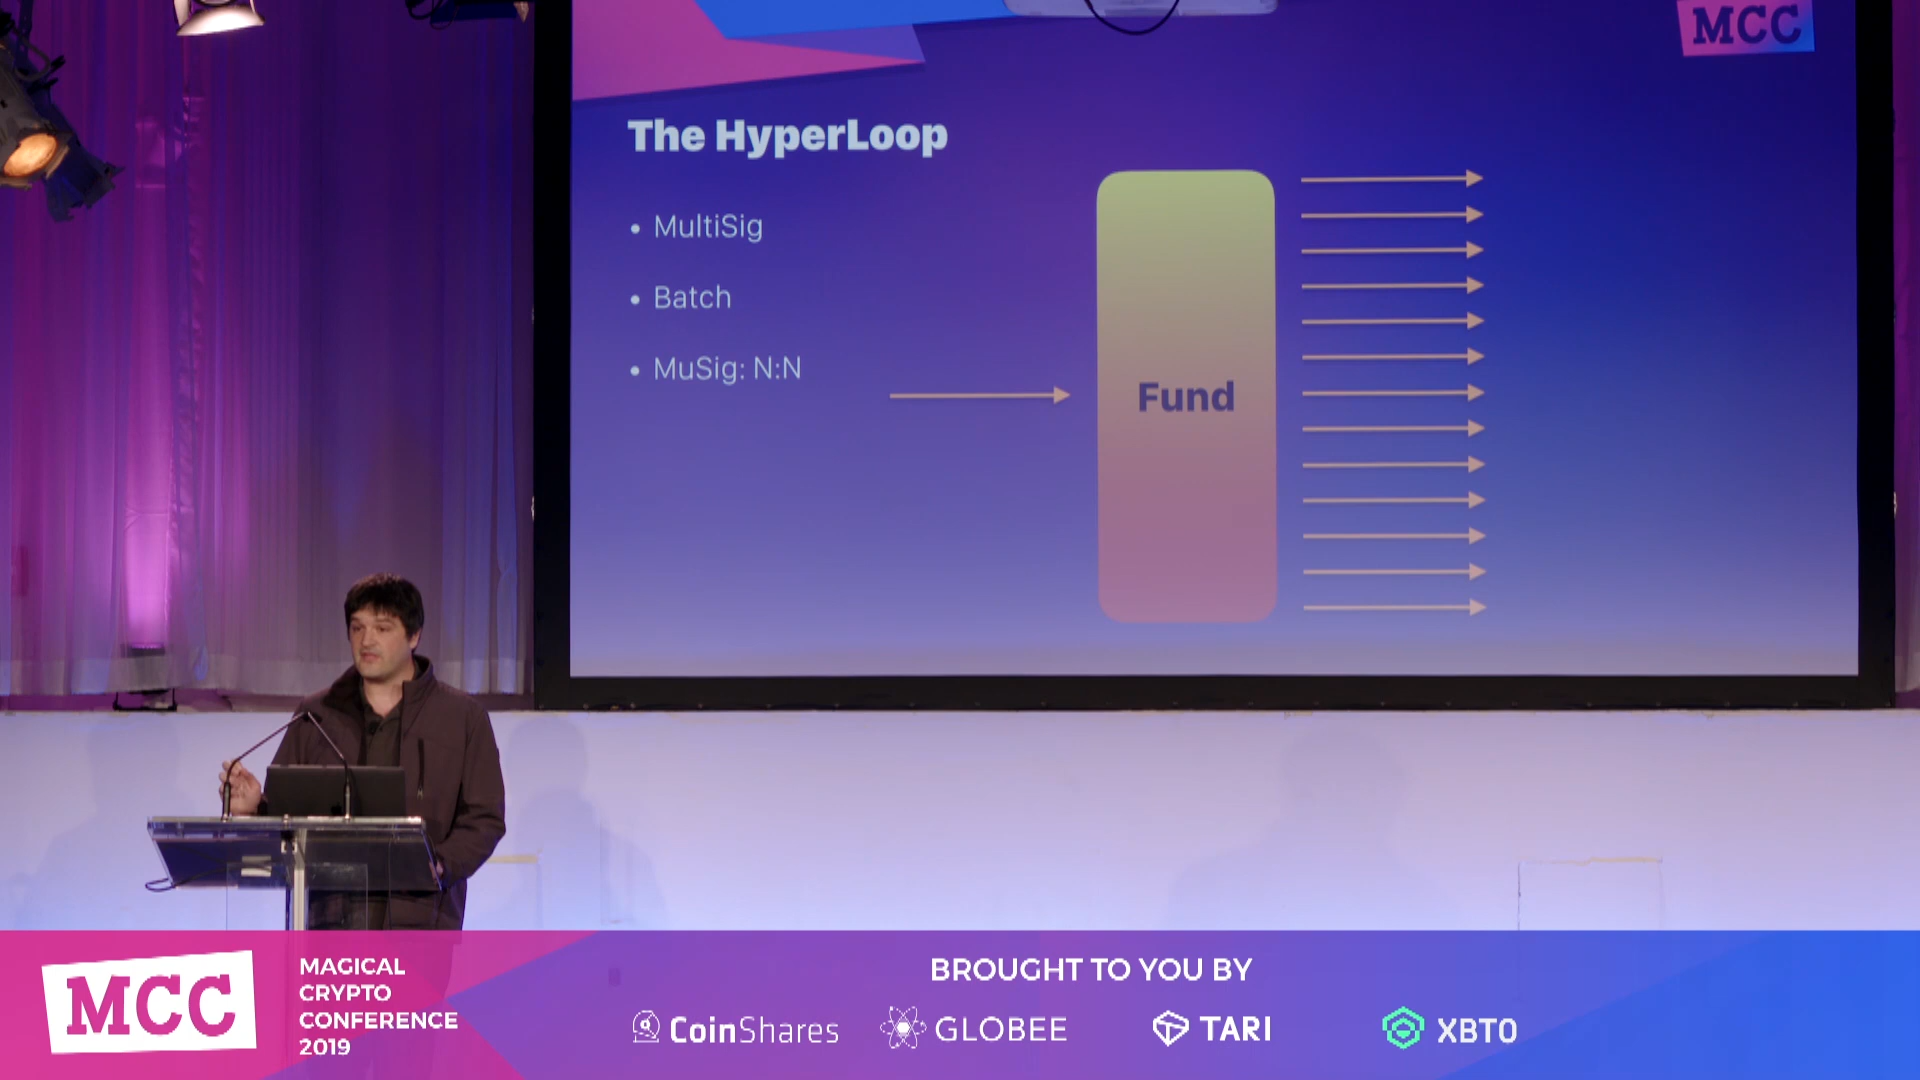 MCC
The HyperLoop
• MultiSig
• Batch
• MuSig: N:N
Fund
MCC
MAGICAL
CRYPTO
CONFERENCE
2019
BROUGHT TO YOU BY
CoinShares
GLOBEE
TARI
XBTO